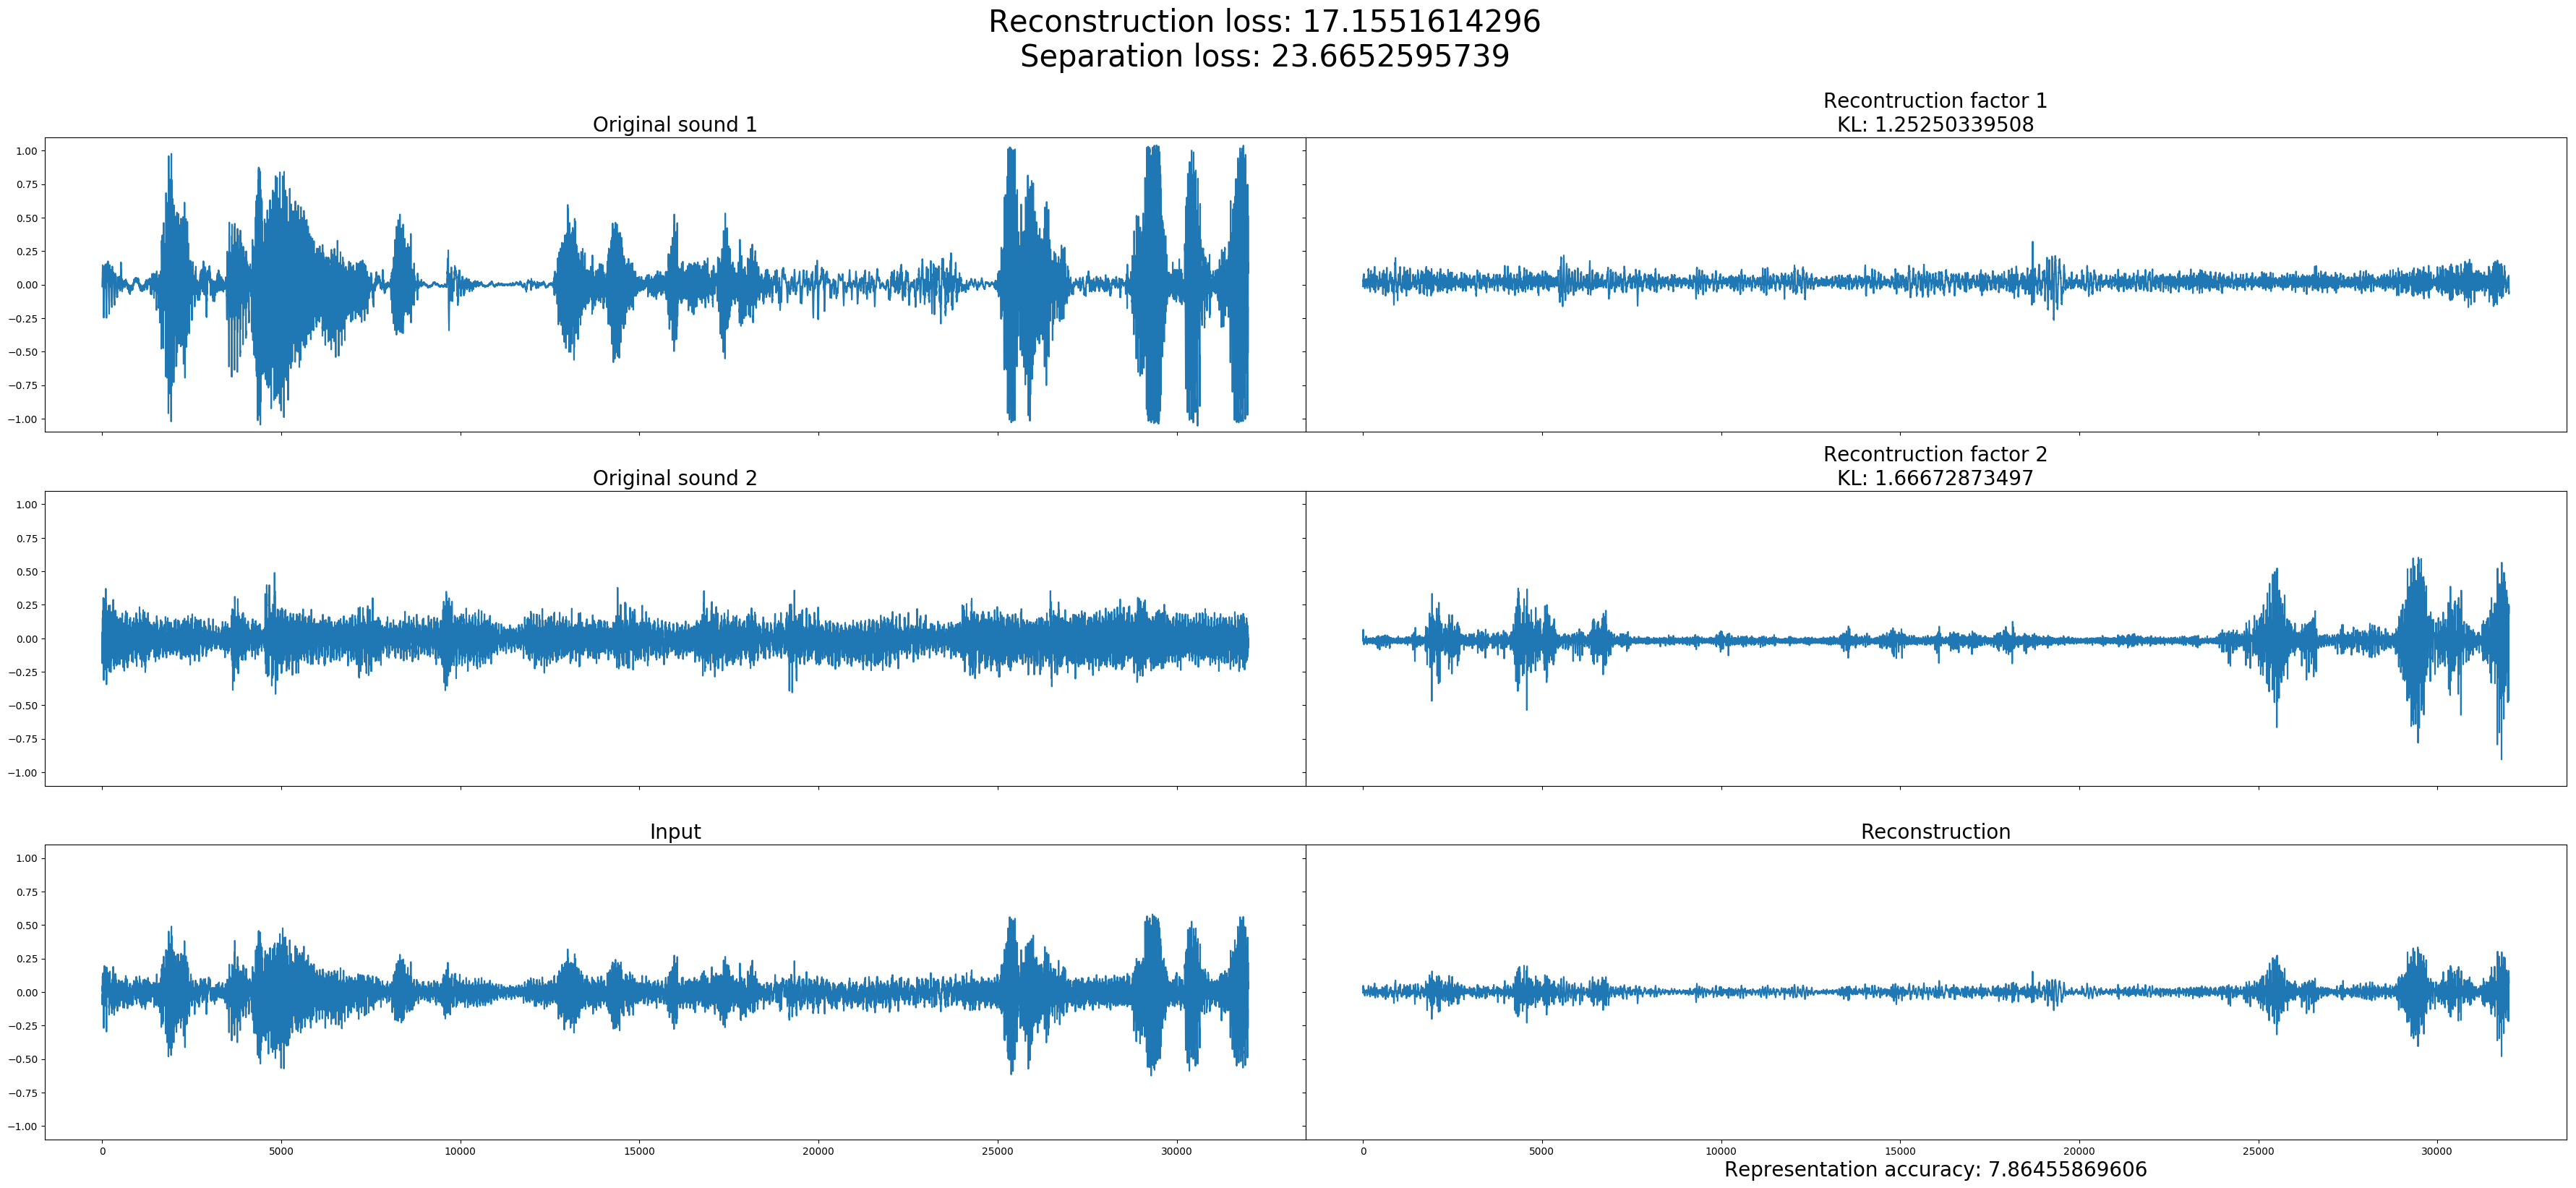 Reconstruction loss: 17.1551614296
Separation loss: 23.6652595739
Original sound 1
Recontruction factor 1
KL: 1.25250339508
1.00
0.75
0.50
0.25
0.00
−0.25
−0.50
−0.75
−1.00
Original sound 2
Recontruction factor 2
KL: 1.66672873497
1.00
0.75
0.50
0.25
0.00
−0.25
−0.50
−0.75
−1.00
Input
Reconstruction
1.00
0.75
0.50
0.25
0.00
−0.25
−0.50
−0.75
−1.00
0 5000 10000 15000 20000 25000 30000
0 5000 10000 15000 20000 25000 30000
Representation accuracy: 7.86455869606